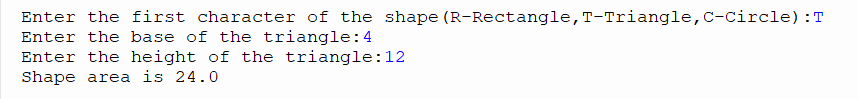 Enter the first character of the shape(R-Rectangle,T-Triangle,C-Circle):T
Enter the base of the triangle:4
Enter the height of the triangle:12
Shape area is 24.0